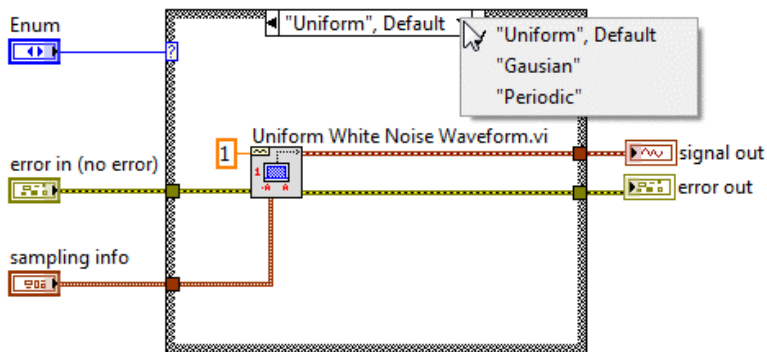 Enum
"Uniform", Default
"Uniform", Default
"Gausian"
"Periodic"
?
Uniform White Noise Waveform.vi
1
1
-A A
error in (no error)
signal out
error out
sampling info